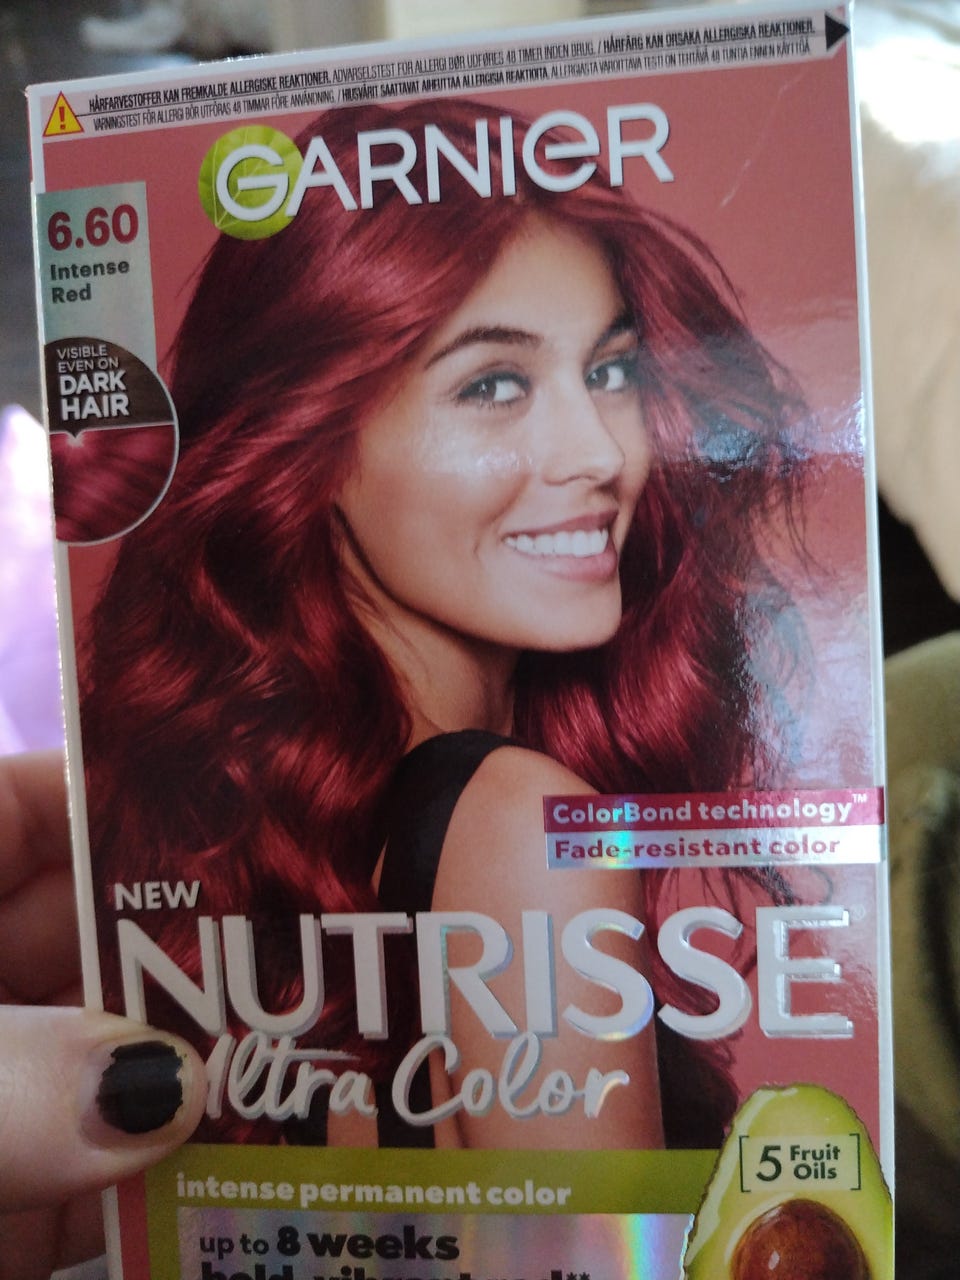 HÅRFARVESTOFFER KAN FREMKALDE ALLERGISKE REAKTIONER. ADVARSELSTEST FOR ALLERGI BØR UDFØRES 48 TIMER INDEN BRUG. / HÅRFÄRG KAN ORSAKA ALLERGISKA REAKTIONER.
VARNINGSTEST FÖR ALLERGI BÖR UTFÖRAS 48 TIMMAR FÖRE ANVÄNDNING. / HIUSVÄRIT SAATTAVAT AIHEUTTAA ALLERGISIA REAKTIOITA. ALLERGIASTA VAROITTAVA TESTI ON TEHTÄVÄ 48 TUNTIA ENNEN KÄYTTÖÄ
GARNIER
6.60
Intense
Red
VISIBLE
EVEN ON
DARK
HAIR
ColorBond technology™
Fade-resistant color
NEW
NUTRISSE®
Ultra Color
5 Fruit
Oils
intense permanent color
up to 8 weeks
bold, vibrant red**